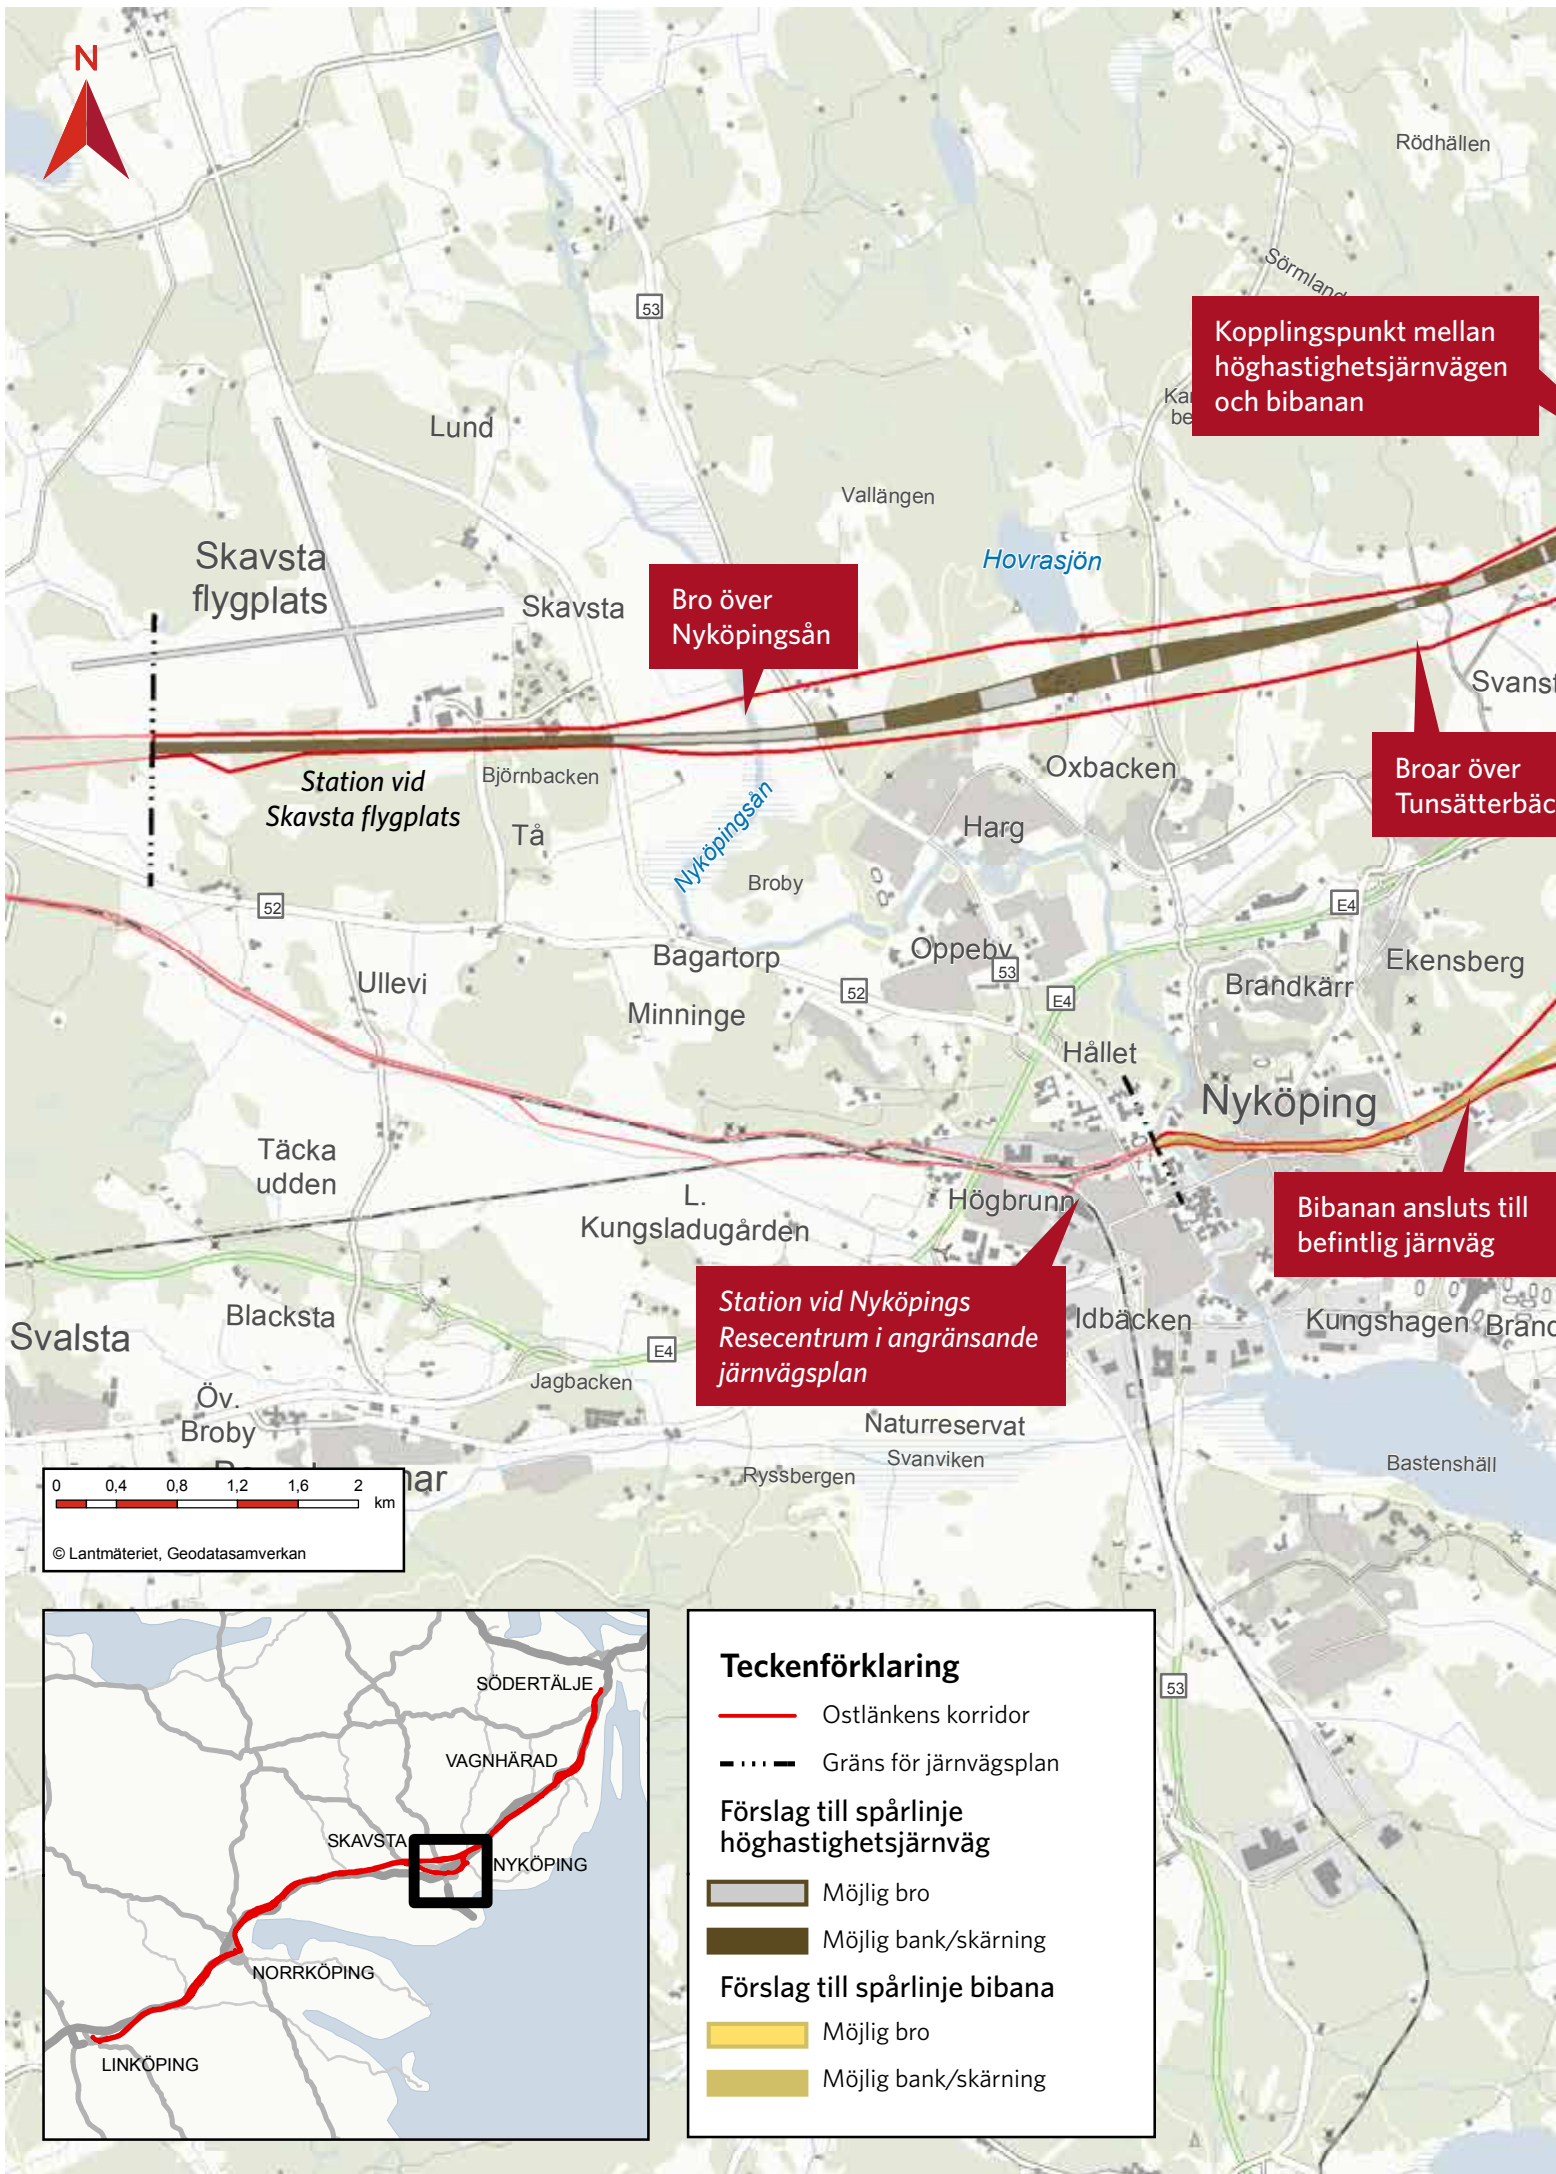 N
Rödhällen
53
Kopplingspunkt mellan
höghastighetsjärnvägen
och bibanan
Lund
Vallängen
Hovrasjön
Skavsta
flygplats
Skavsta
Bro över
Nyköpingsån
Station vid
Skavsta flygplats
Björnbacken
Tå
Nyköpingsån
Broby
Harg
Oxbacken
Broar över
52
E4
Ullevi
Bagartorp
Minninge
52
Oppeby
53
E4
Brandkärr
Ekensberg
Hållet
Nyköping
Täcka
udden
L.
Kungsladugården
Högbrunn
Bibanan ansluts till
befintlig järnväg
Station vid Nyköpings
Resecentrum i angränsande
järnvägsplan
Idbäcken
Kungshagen
Svalsta
Blacksta
E4
Jagbacken
Öv.
Broby
Naturreservat
Svanviken
Ryssbergen
Bastenshäll
0 0,4 0,8 1,2 1,6 2
km
© Lantmäteriet, Geodatasamverkan
SÖDERTÄLJE
VAGNHÄRAD
SKAVSTA
NYKÖPING
NORRKÖPING
LINKÖPING
Teckenförklaring
Ostlänkens korridor
Gräns för järnvägsplan
Förslag till spårlinje
höghastighetsjärnväg
Möjlig bro
Möjlig bank/skärning
Förslag till spårlinje bibana
Möjlig bro
Möjlig bank/skärning
53